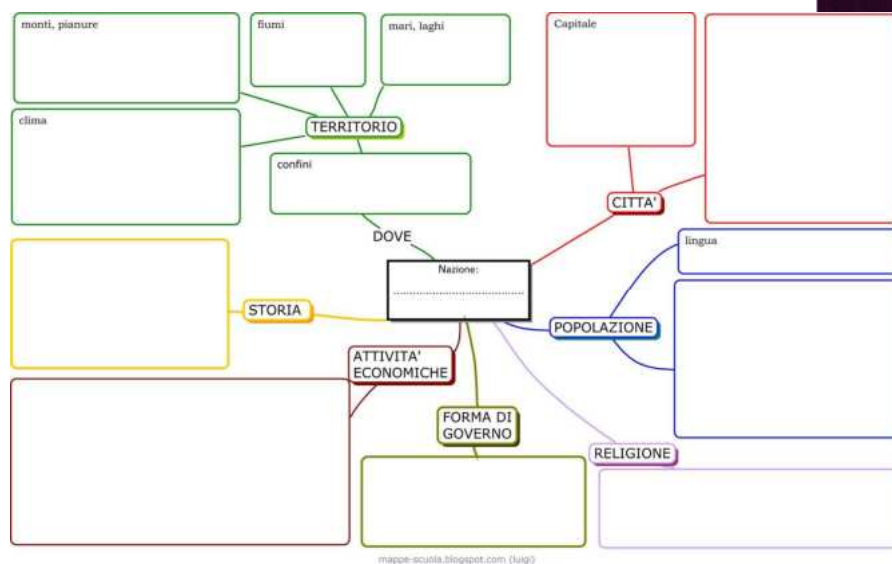 monti, pianure
fiumi
mari, laghi
Capitale
clima
TERRITORIO
confini
CITTA'
DOVE
lingua
Nazione:
STORIA
POPOLAZIONE
ATTIVITA'
ECONOMICHE
FORMA DI
GOVERNO
RELIGIONE
mappe-scuola.blogspot.com (luigi)